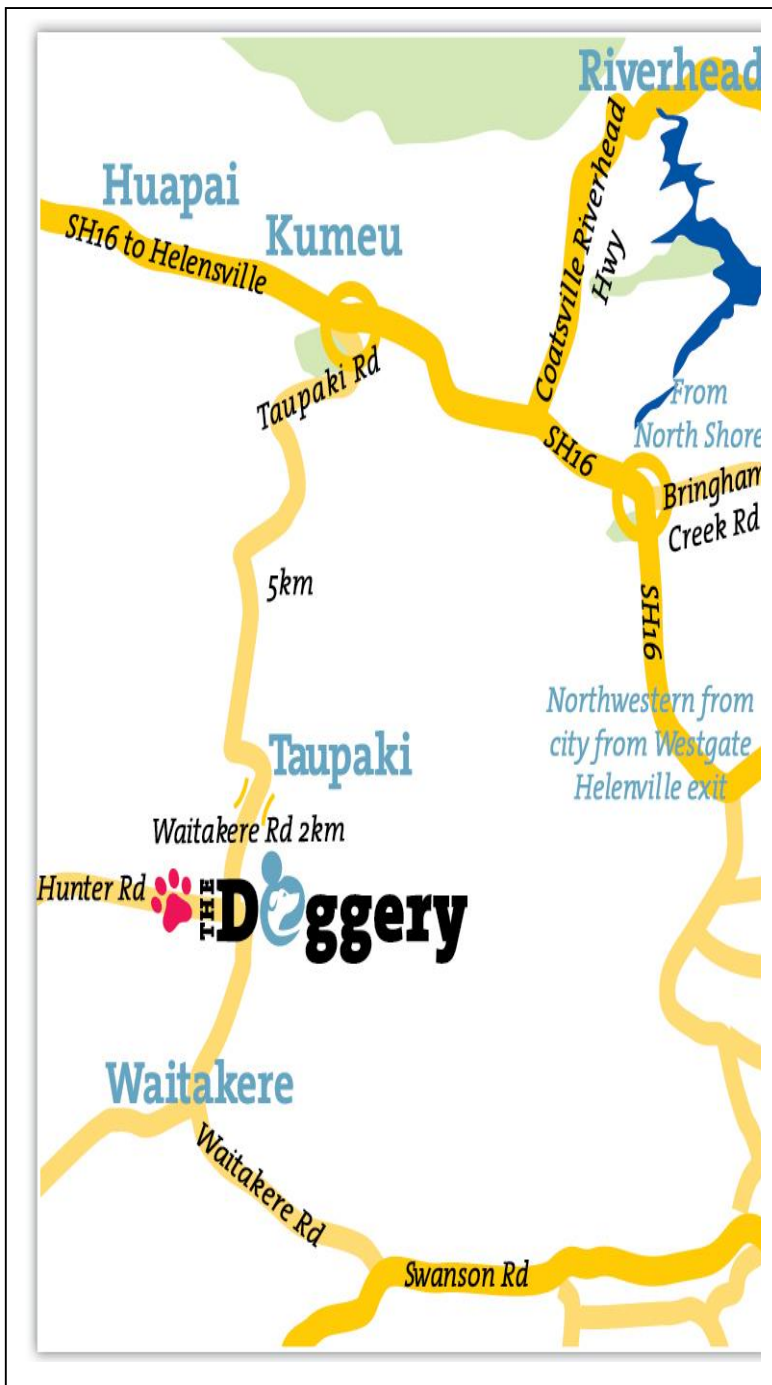 Riverhead
Huapai
Kumeu
SH16 to Helensville
Coatsville Riverhead
Hwy
Taupaki Rd
From
North Shore
SH16
Bringham
Creek Rd
5km
SH16
Northwestern from
city from Westgate
Helenville exit
Taupaki
Waitakere Rd 2km
Hunter Rd
THE Doggery
Waitakere
Waitakere Rd
Swanson Rd